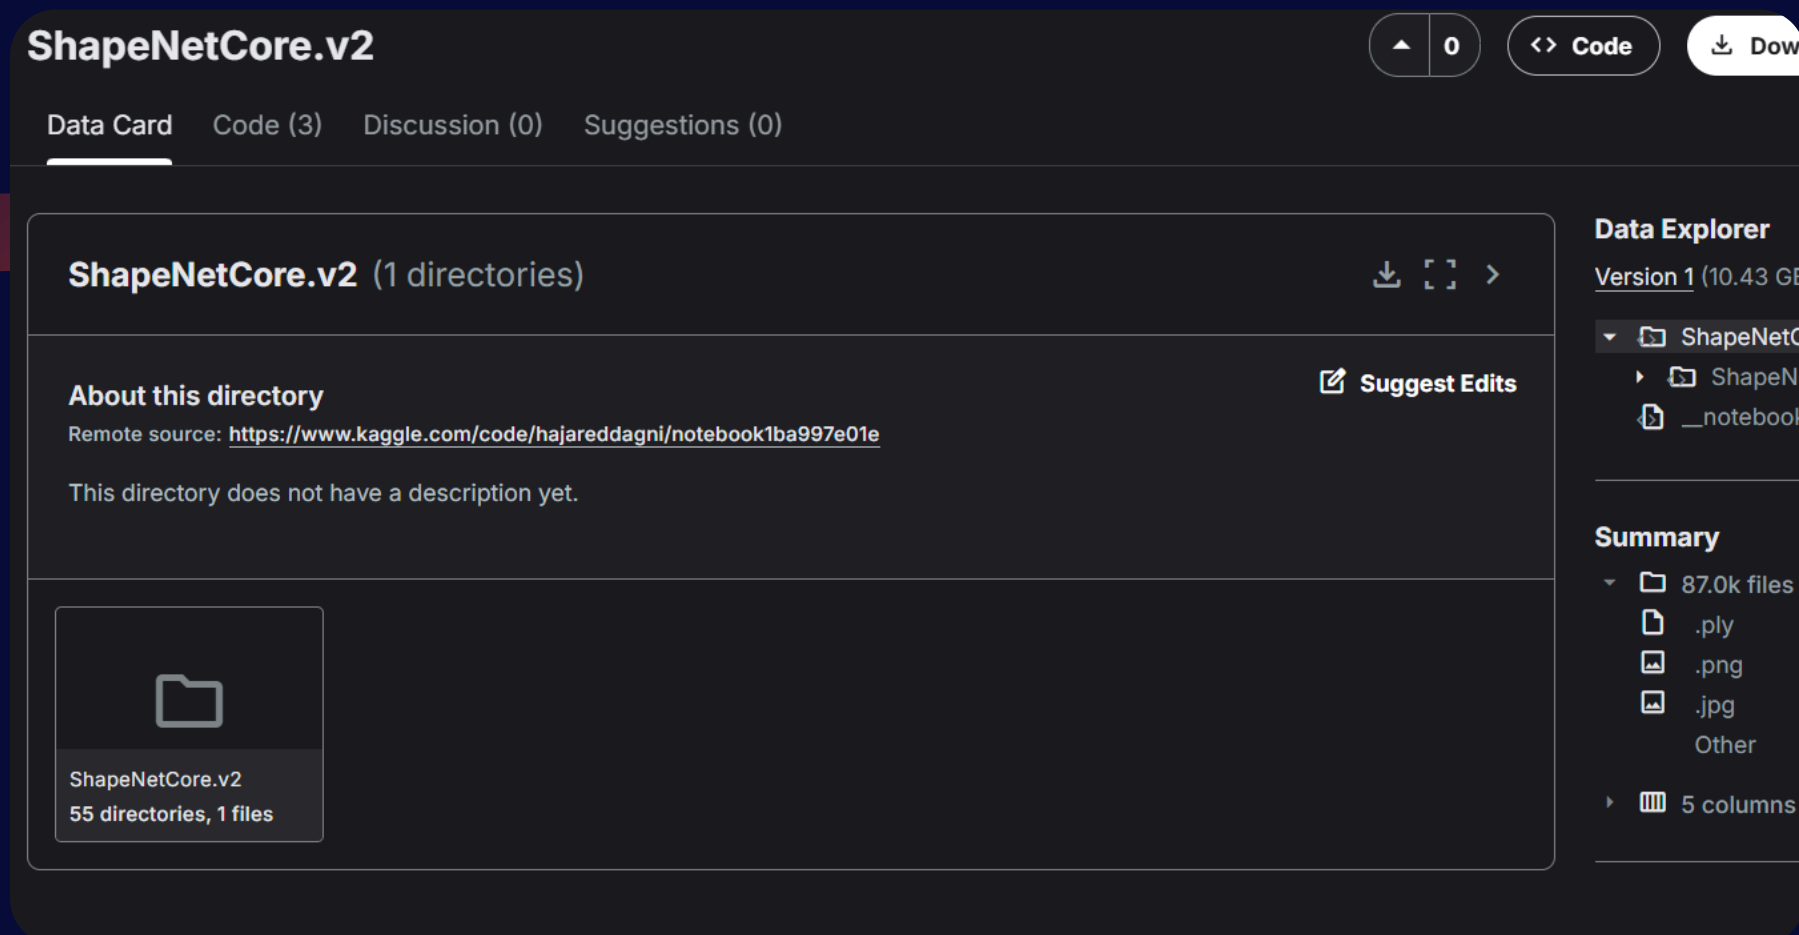 ShapeNetCore.v2
0
Code
Data Card
Code (3)
Discussion (0)
Suggestions (0)
ShapeNetCore.v2 (1 directories)
About this directory
Suggest Edits
Remote source: https://www.kaggle.com/code/hajareddagni/notebook1ba997e01e
This directory does not have a description yet.
ShapeNetCore.v2
55 directories, 1 files
Data Explorer
Version 1 (10.43
Summary
87.0k files
.ply
.png
.jpg
Other
5 columns